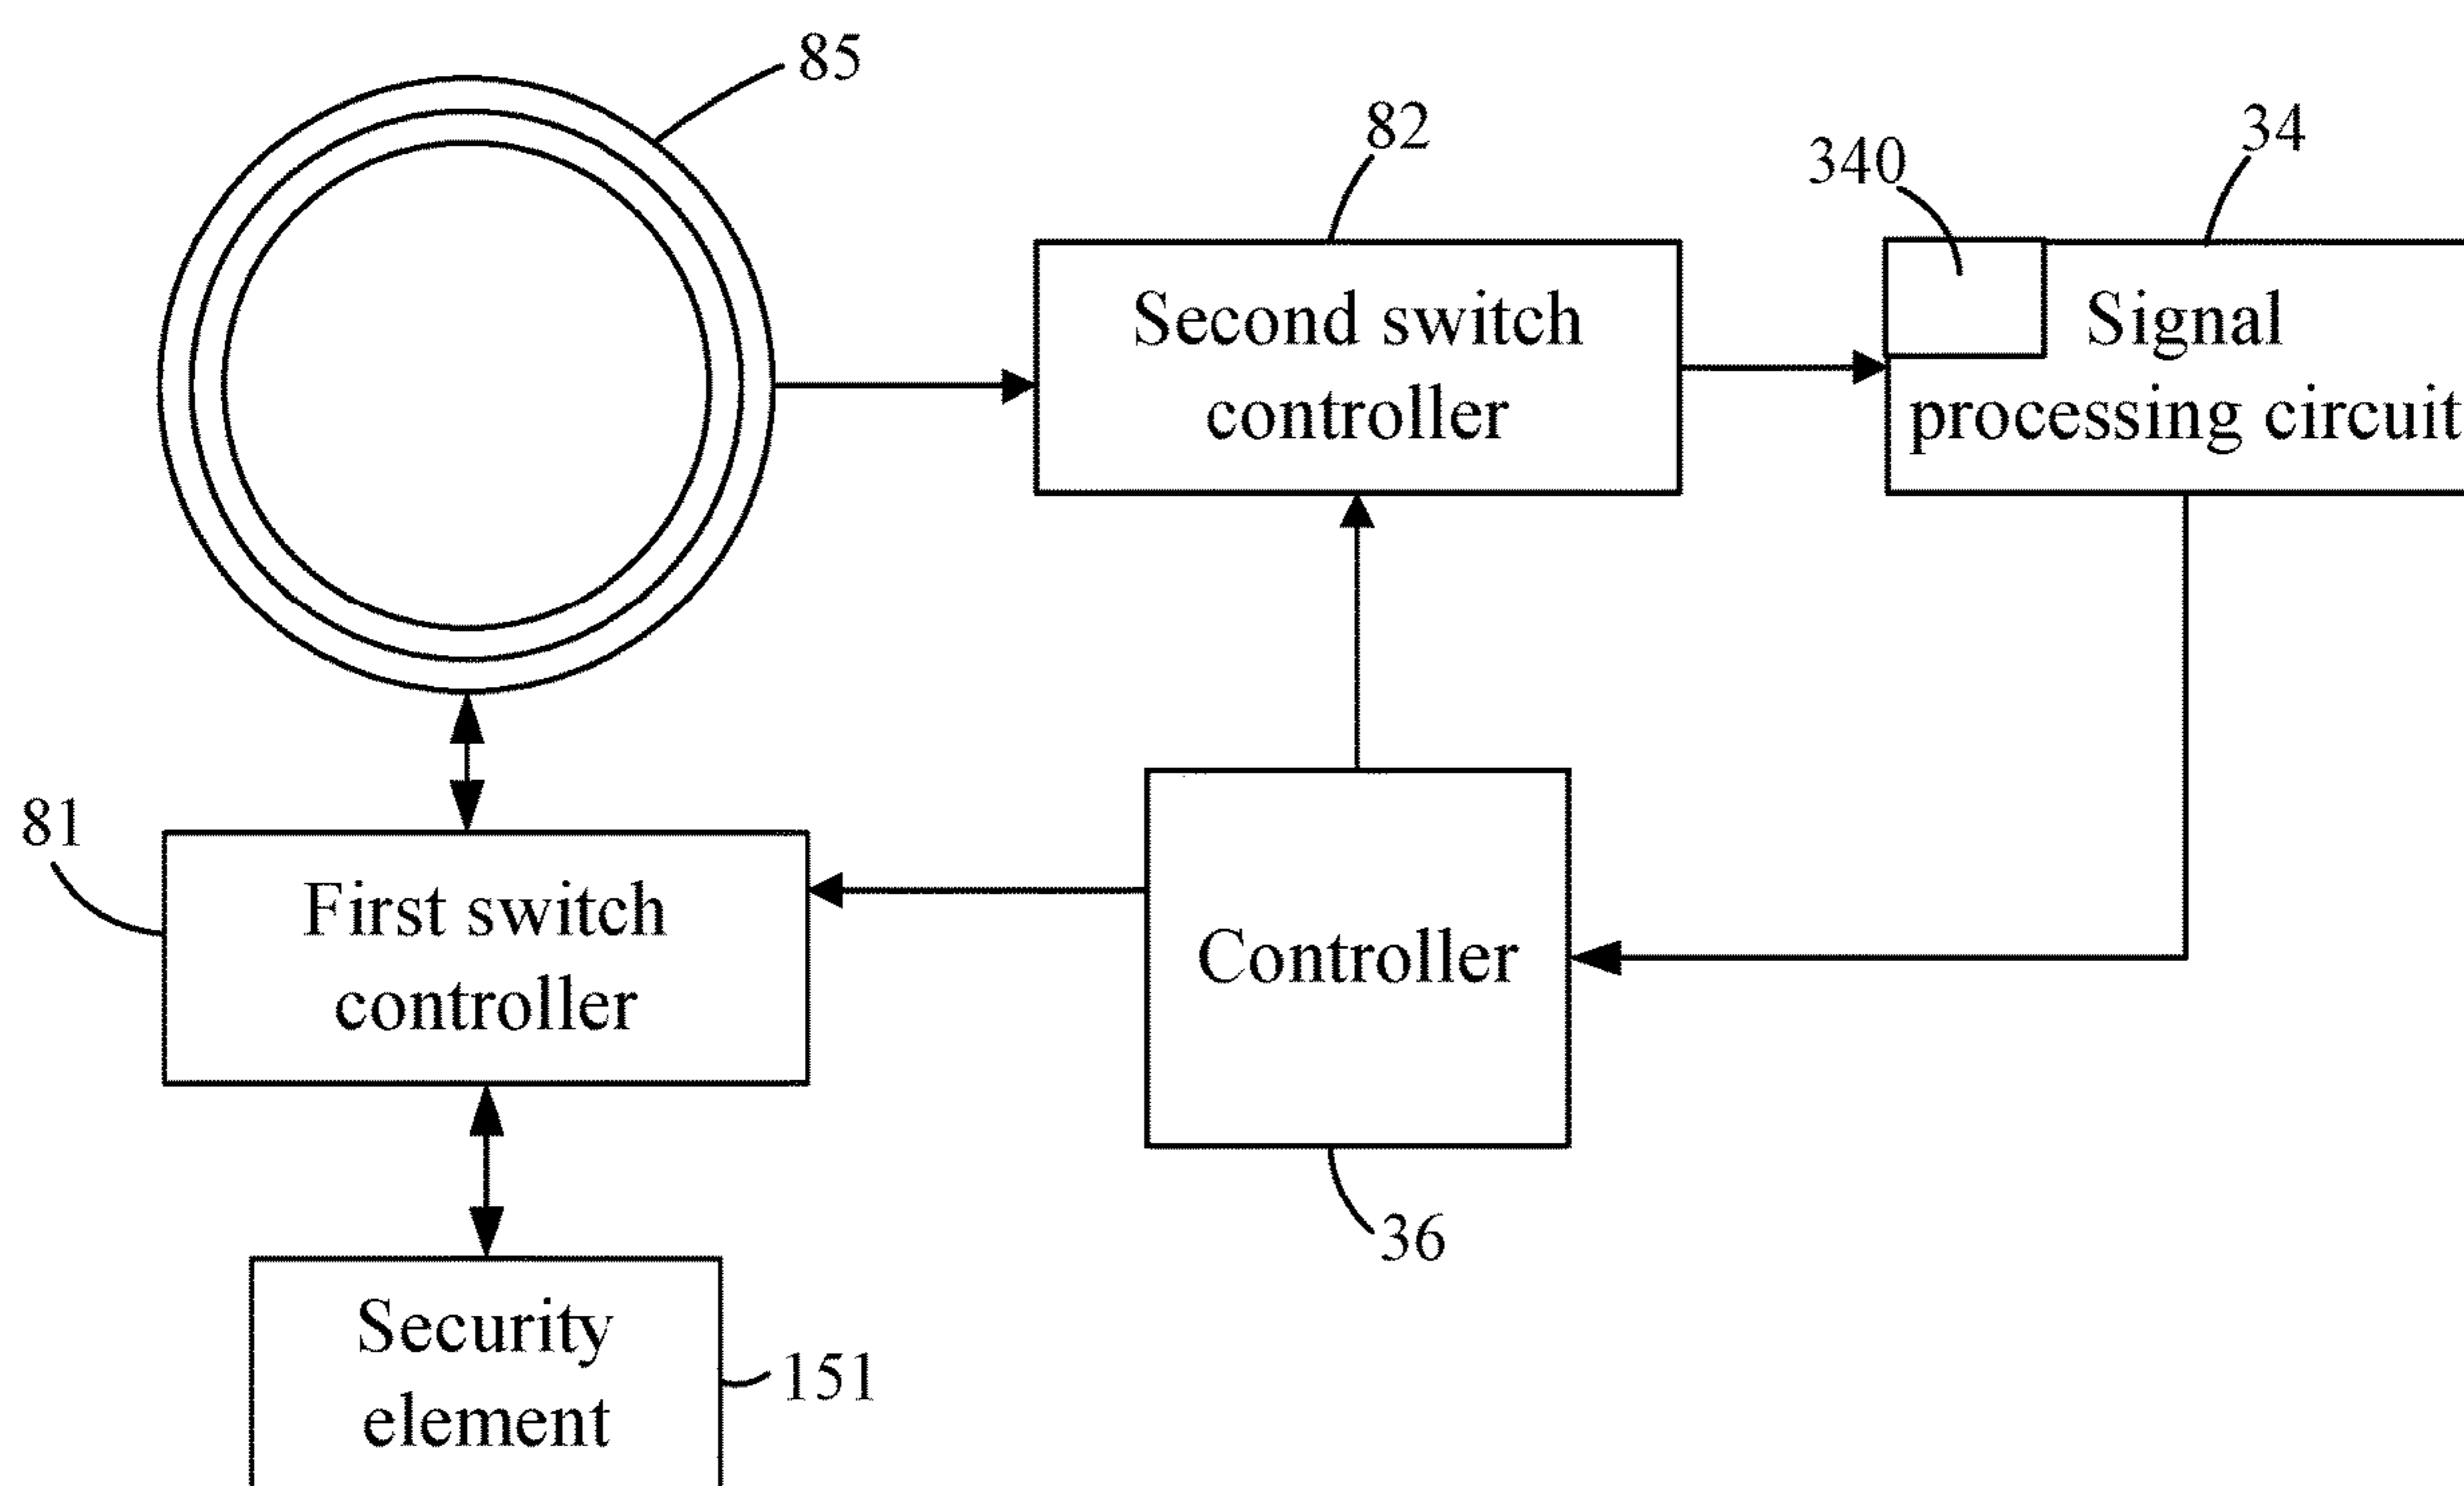 85
82
34
340
Second switch
controller
Signal
processing circuit
81
First switch
controller
Controller
36
Security
element
151